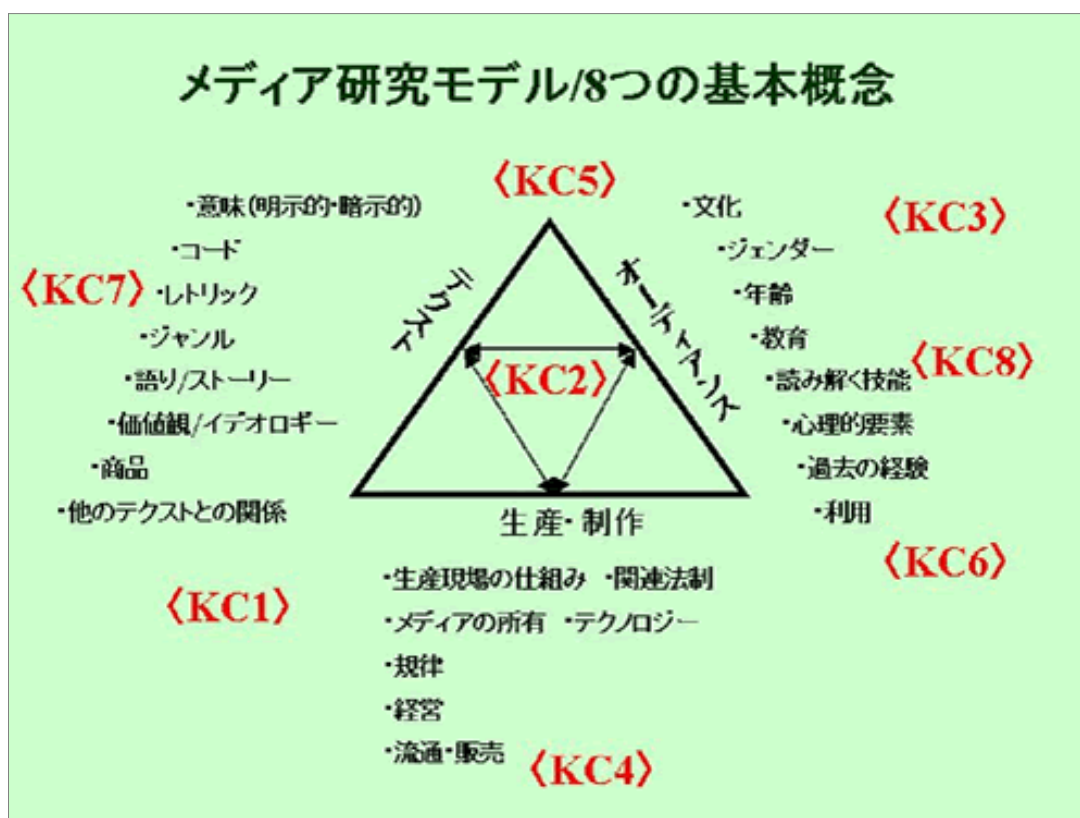 メディア研究モデル/8つの基本概念
〈KC5〉
・意味(明示的・暗示的)
・コード
〈KC7〉
・レトリック
・ジャンル
・語り/ストーリー
・価値観/イデオロギー
・商品
・他のテクストとの関係
テクスト
〈KC2〉
オーディアンス
・文化
〈KC3〉
・ジェンダー
・年齢
・教育
・読み解く技能
〈KC8〉
・心理的要素
・過去の経験
・利用
〈KC6〉
生産・制作
〈KC1〉
・生産現場の仕組み ・関連法制
・メディアの所有 ・テクノロジー
・規律
・経営
・流通・販売
〈KC4〉